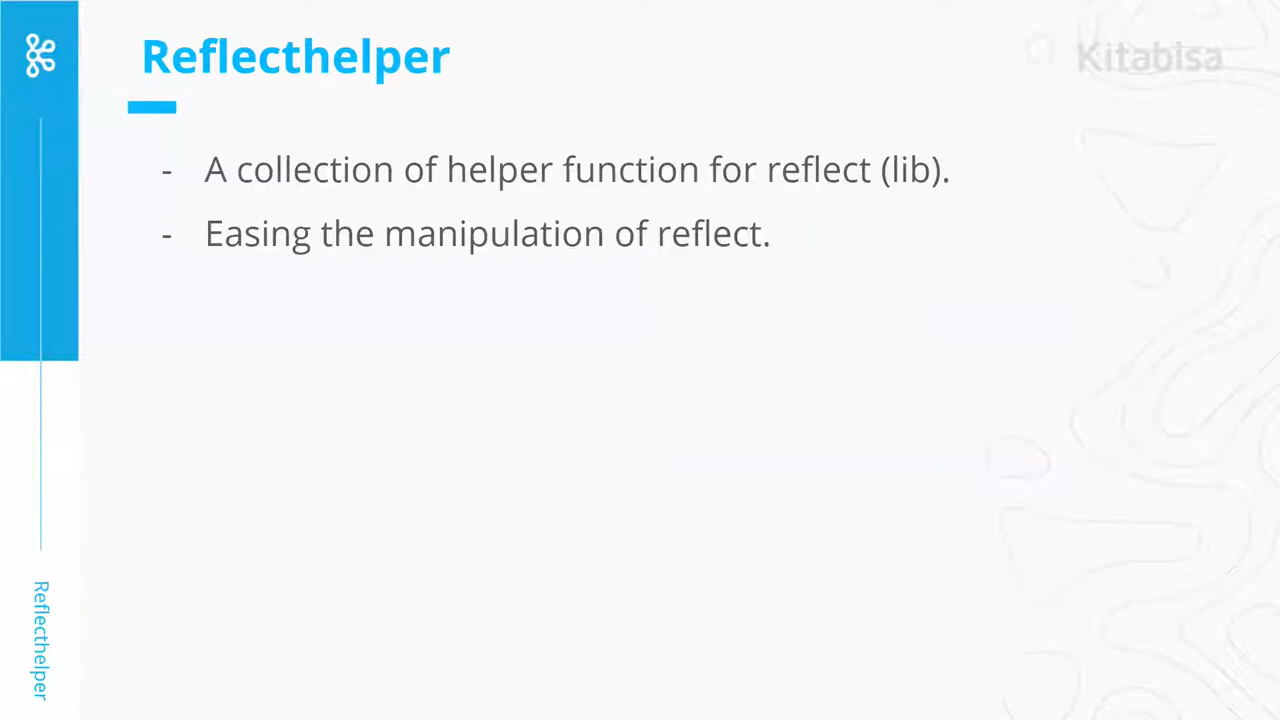 Reflecthelper
Kitabisa
- A collection of helper function for reflect (lib).
- Easing the manipulation of reflect.
Reflecthelper